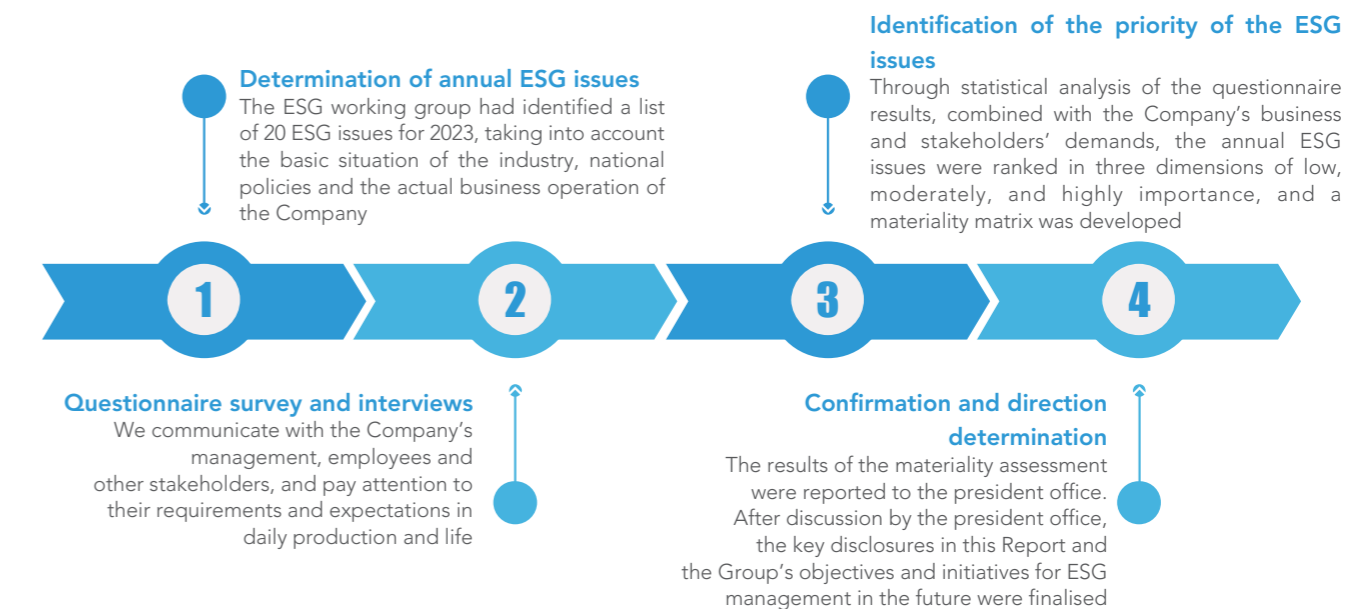 Determination of annual ESG issues
The ESG working group had identified a list
of 20 ESG issues for 2023, taking into account
the basic situation of the industry, national
policies and the actual business operation of
the Company
Identification of the priority of the ESG
issues
Through statistical analysis of the questionnaire
results, combined with the Company's business
and stakeholders' demands, the annual ESG
issues were ranked in three dimensions of low,
moderately, and highly importance, and a
materiality matrix was developed
1
2
3
4
Questionnaire survey and interviews
We communicate with the Company's
management, employees and
other stakeholders, and pay attention to
their requirements and expectations in
daily production and life
Confirmation and direction
determination
The results of the materiality assessment
were reported to the president office.
After discussion by the president office,
the key disclosures in this Report and
the Group's objectives and initiatives for ESG
management in the future were finalised